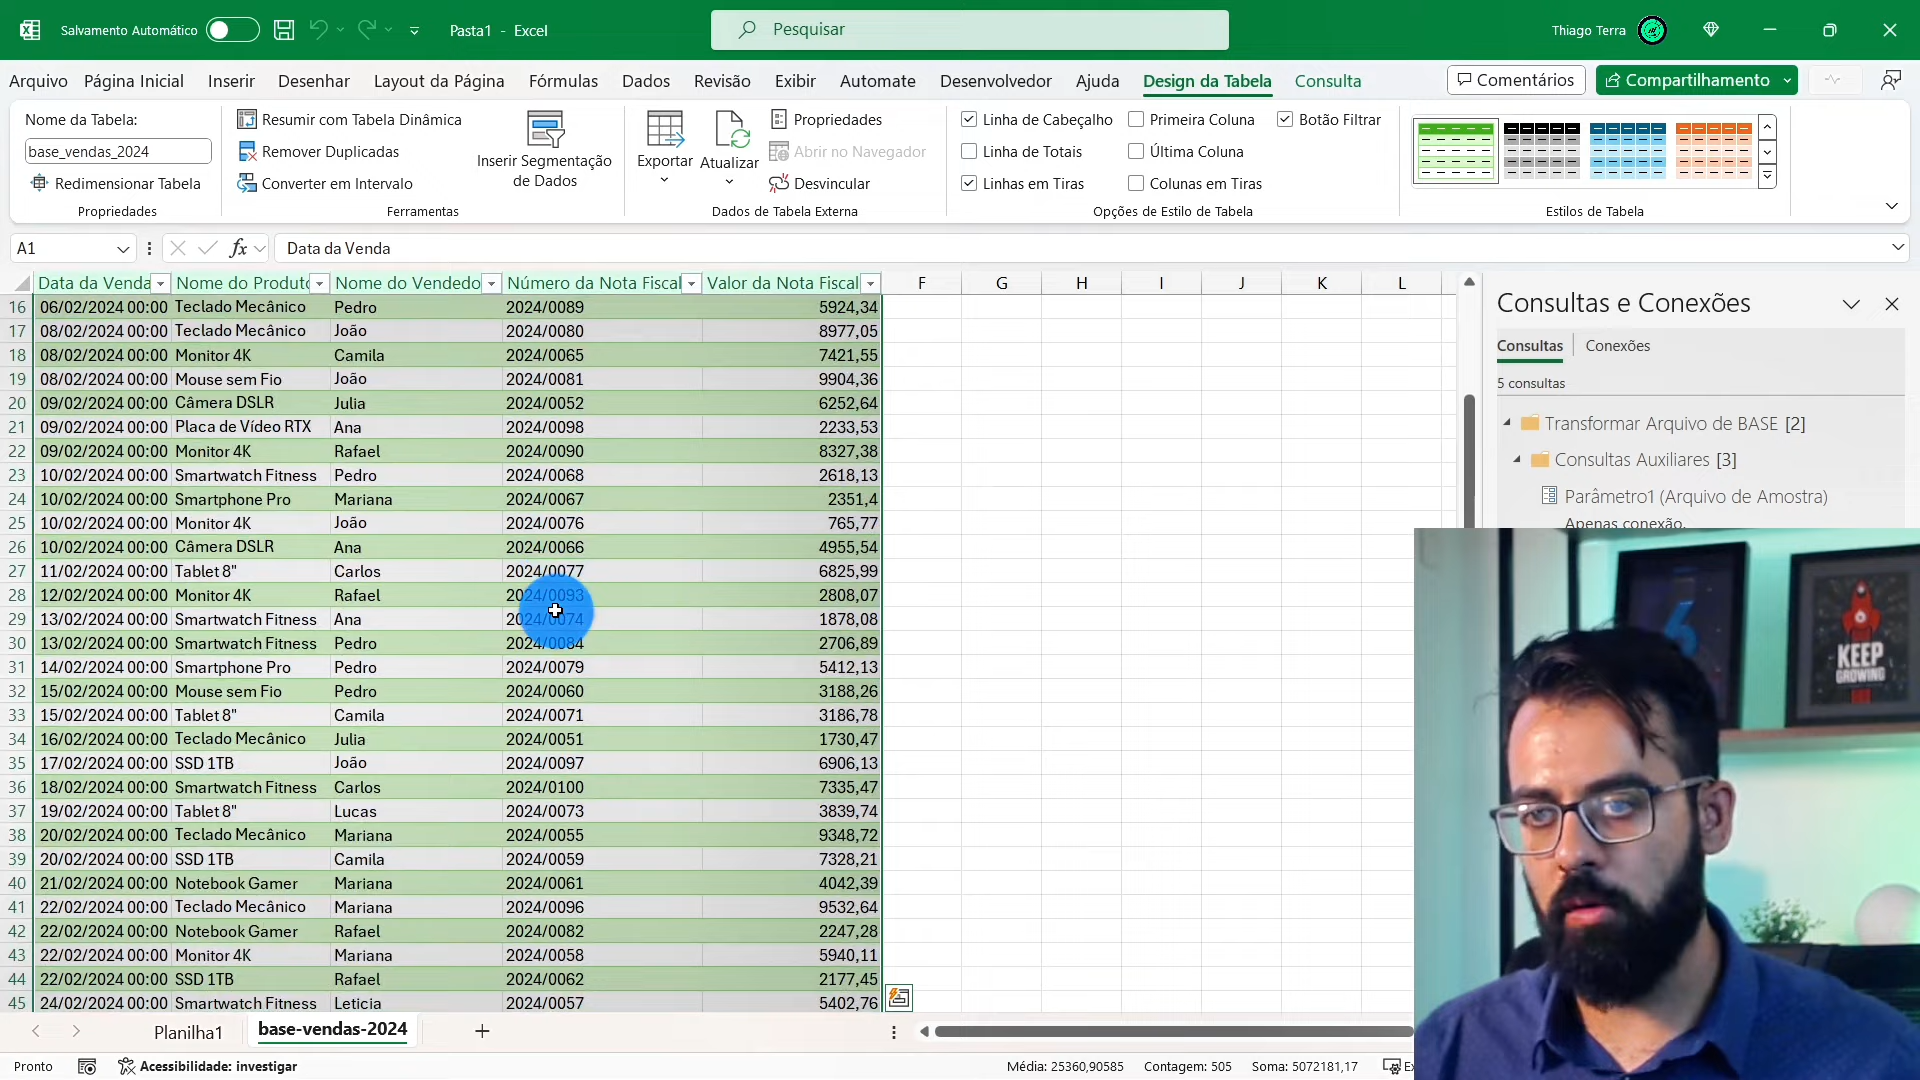 Salvamento Automático
Pasta1 - Excel
Pesquisar
Thiago Terra
Arquivo Página Inicial Inserir Desenhar Layout da Página Fórmulas Dados Revisão Exibir Automate Desenvolvedor Ajuda Design da Tabela Consulta
Comentários
Compartilhamento
Nome da Tabela:
base_vendas_2024
Redimensionar Tabela
Propriedades
Resumir com Tabela Dinâmica
Remover Duplicadas
Converter em Intervalo
Inserir Segmentação
de Dados
Ferramentas
Exportar
Atualizar
Propriedades
Abrir no Navegador
Desvincular
Dados de Tabela Externa
Linha de Cabeçalho Primeira Coluna Botão Filtrar
Linha de Totais Última Coluna
Linhas em Tiras Colunas em Tiras
Opções de Estilo de Tabela
Estilos de Tabela
A1
fx
Data da Venda
Data da Venda Nome do Produto Nome do Vendedo Número da Nota Fiscal Valor da Nota Fiscal F G H I J K L
16 06/02/2024 00:00 Teclado Mecânico Pedro 2024/0089 5924,34
17 08/02/2024 00:00 Teclado Mecânico João 2024/0080 8977,05
18 08/02/2024 00:00 Monitor 4K Camila 2024/0065 7421,55
19 08/02/2024 00:00 Mouse sem Fio João 2024/0081 9904,36
20 09/02/2024 00:00 Câmera DSLR Julia 2024/0052 6252,64
21 09/02/2024 00:00 Placa de Vídeo RTX Ana 2024/0098 2233,53
22 09/02/2024 00:00 Monitor 4K Rafael 2024/0090 8327,38
23 10/02/2024 00:00 Smartwatch Fitness Pedro 2024/0068 2618,13
24 10/02/2024 00:00 Smartphone Pro Mariana 2024/0067 2351,4
25 10/02/2024 00:00 Monitor 4K João 2024/0076 765,77
26 10/02/2024 00:00 Câmera DSLR Ana 2024/0066 4955,54
27 11/02/2024 00:00 Tablet 8" Carlos 2024/0077 6825,99
28 12/02/2024 00:00 Monitor 4K Rafael 2024/0093 2808,07
29 13/02/2024 00:00 Smartwatch Fitness Ana 2024/0074 1878,08
30 13/02/2024 00:00 Smartwatch Fitness Pedro 2024/0084 2706,89
31 14/02/2024 00:00 Smartphone Pro Pedro 2024/0079 5412,13
32 15/02/2024 00:00 Mouse sem Fio Pedro 2024/0060 3188,26
33 15/02/2024 00:00 Tablet 8" Camila 2024/0071 3186,78
34 16/02/2024 00:00 Teclado Mecânico Julia 2024/0051 1730,47
35 17/02/2024 00:00 SSD 1TB João 2024/0097 6906,13
36 18/02/2024 00:00 Smartwatch Fitness Carlos 2024/0100 7335,47
37 19/02/2024 00:00 Tablet 8" Lucas 2024/0073 3839,74
38 20/02/2024 00:00 Teclado Mecânico Mariana 2024/0055 9348,72
39 20/02/2024 00:00 SSD 1TB Camila 2024/0059 7328,21
40 21/02/2024 00:00 Notebook Gamer Mariana 2024/0061 4042,39
41 22/02/2024 00:00 Teclado Mecânico Mariana 2024/0096 9532,64
42 22/02/2024 00:00 Notebook Gamer Rafael 2024/0082 2247,28
43 22/02/2024 00:00 Monitor 4K Mariana 2024/0058 5940,11
44 22/02/2024 00:00 SSD 1TB Rafael 2024/0062 2177,45
45 24/02/2024 00:00 Smartwatch Fitness Leticia 2024/0057 5402,76
Consultas e Conexões
Consultas Conexões
5 consultas
Transformar Arquivo de BASE [2]
Consultas Auxiliares [3]
Parâmetro1 (Arquivo de Amostra)
Apenas conexão.
KEEP
GROWING
Planilha1 base-vendas-2024
Pronto Acessibilidade: investigar Média: 25360,90585 Contagem: 505 Soma: 5072181,17